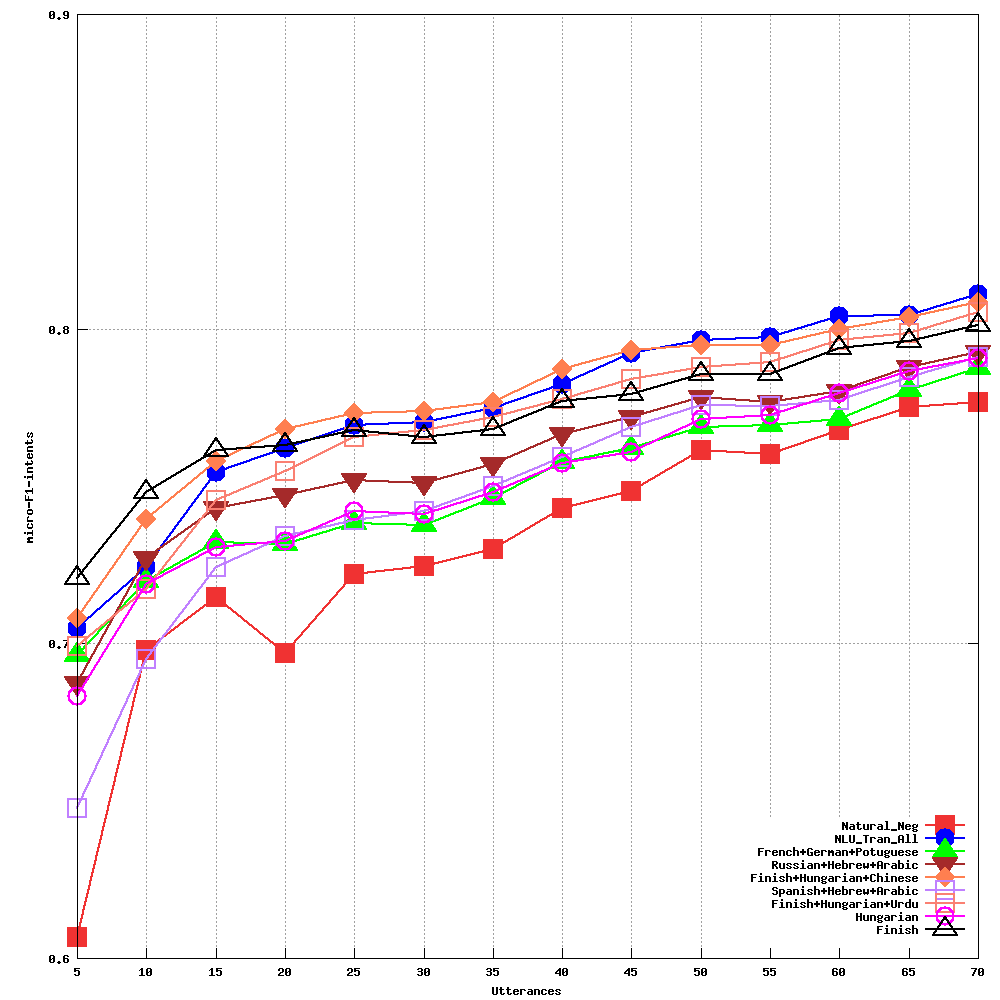 0.9
0.8
0.7
0.6
micro-F1-intents
5 10 15 20 25 30 35 40 45 50 55 60 65 70
Utterances
Natural_Neg
NLU_Tran_All
French+German+Potuguese
Russian+Hebrew+Arabic
Finish+Hungarian+Chinese
Spanish+Hebrew+Arabic
Finish+Hungarian+Urdu
Hungarian
Finish